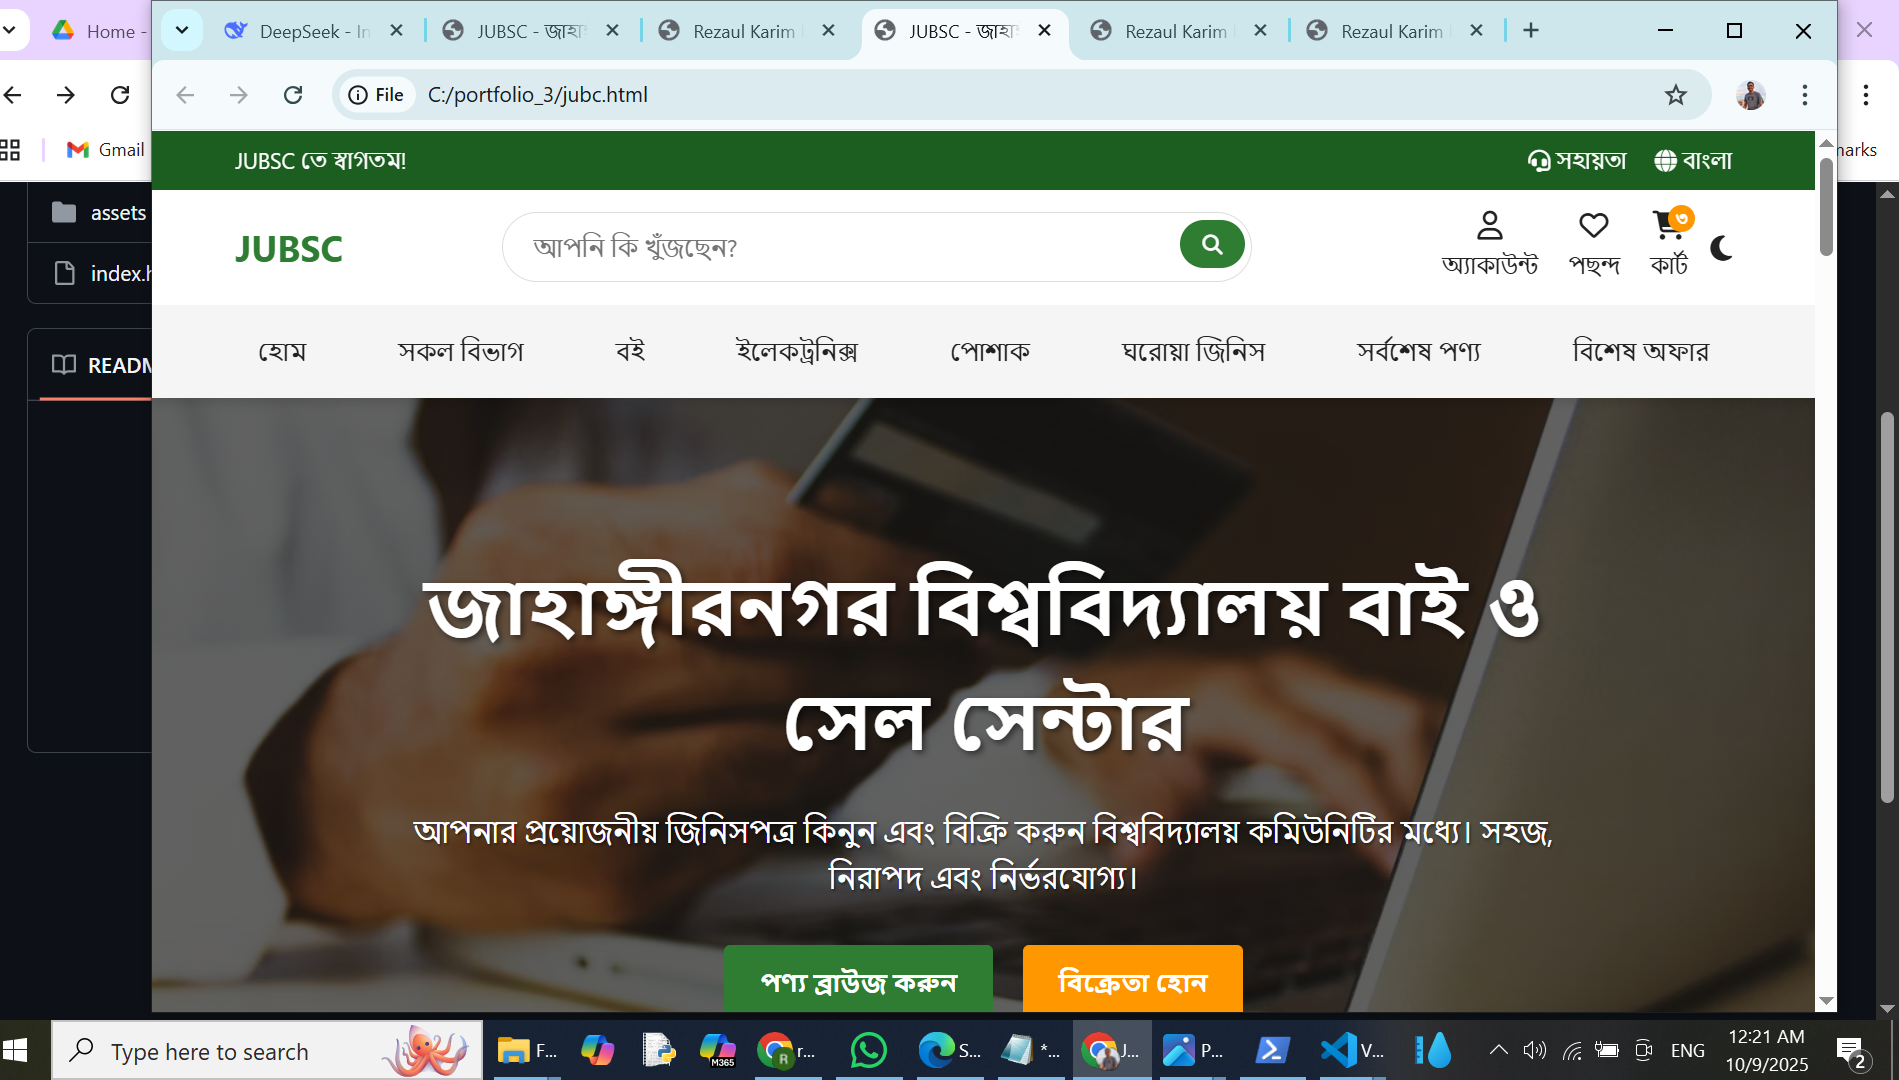 Home -
DeepSeek - In
JUBSC - জাহা
Rezaul Karim
JUBSC - জাহা
Rezaul Karim
Rezaul Karim
File C:/portfolio_3/jubc.html
Gmail
marks
assets
index.h
READM
JUBSC তে স্বাগতম!
সহায়তা বাংলা
JUBSC
আপনি কি খুঁজছেন?
৩
অ্যাকাউন্ট পছন্দ কার্ট
হোম সকল বিভাগ বই ইলেকট্রনিক্স পোশাক ঘরোয়া জিনিস সর্বশেষ পণ্য বিশেষ অফার
জাহাঙ্গীরনগর বিশ্ববিদ্যালয় বাই ও
সেল সেন্টার
আপনার প্রয়োজনীয় জিনিসপত্র কিনুন এবং বিক্রি করুন বিশ্ববিদ্যালয় কমিউনিটির মধ্যে। সহজ,
নিরাপদ এবং নির্ভরযোগ্য।
পণ্য ব্রাউজ করুন বিক্রেতা হোন
Type here to search
F...
M365
R r...
S...
*...
J...
P...
V...
ENG
12:21 AM
10/9/2025
2